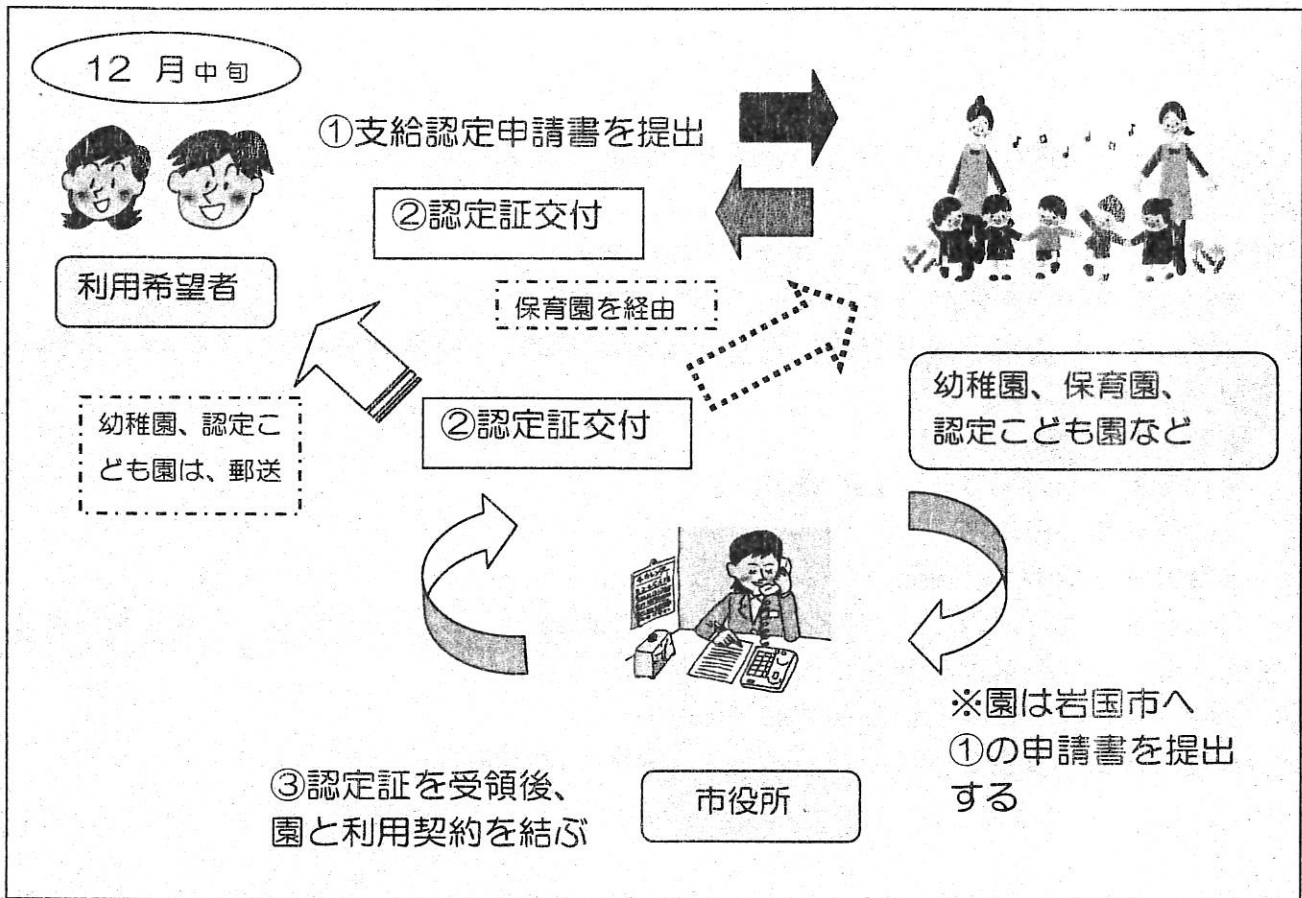 12 月中旬
①支給認定申請書を提出
②認定証交付
利用希望者
保育園を経由
幼稚園、認定こ
ども園は、郵送
②認定証交付
幼稚園、保育園、
認定こども園など
※園は岩国市へ
①の申請書を提出
する
③認定証を受領後、
園と利用契約を結ぶ
市役所